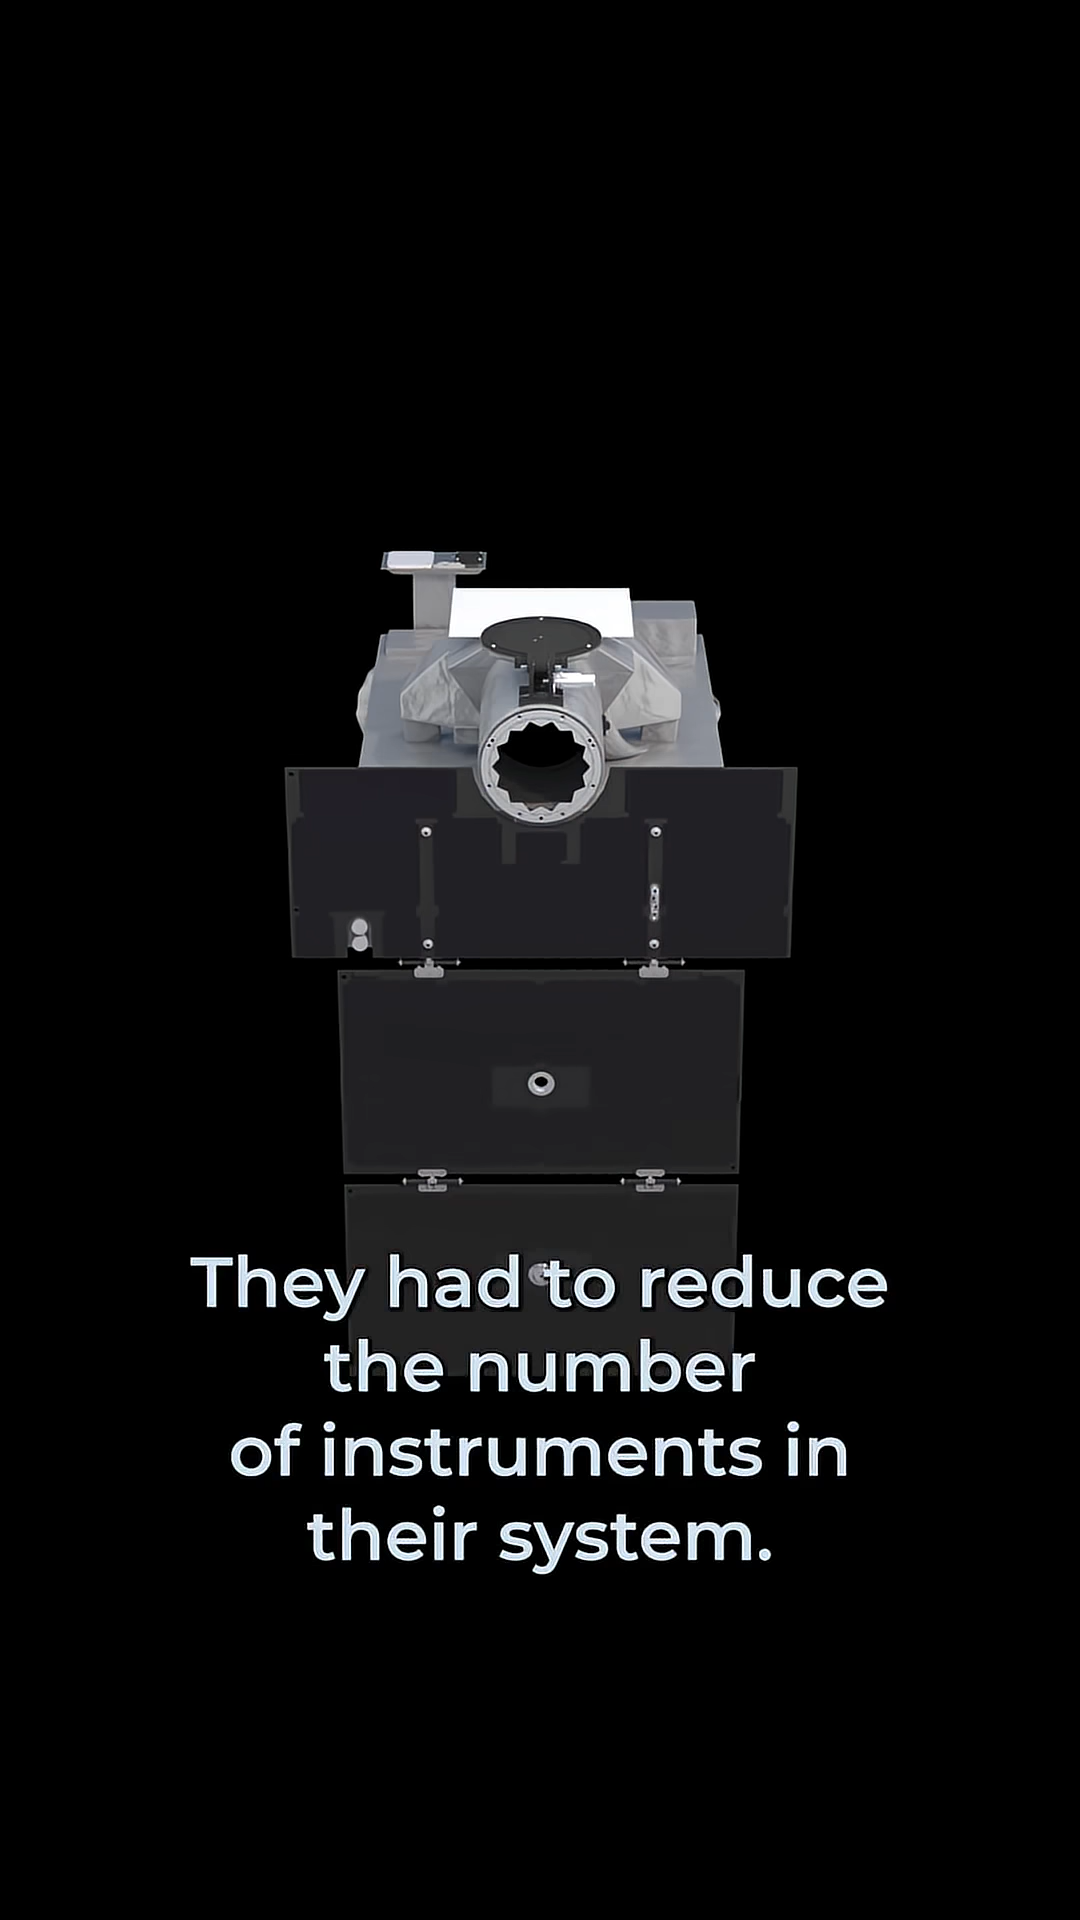 They had to reduce
the number
of instruments in
their system.